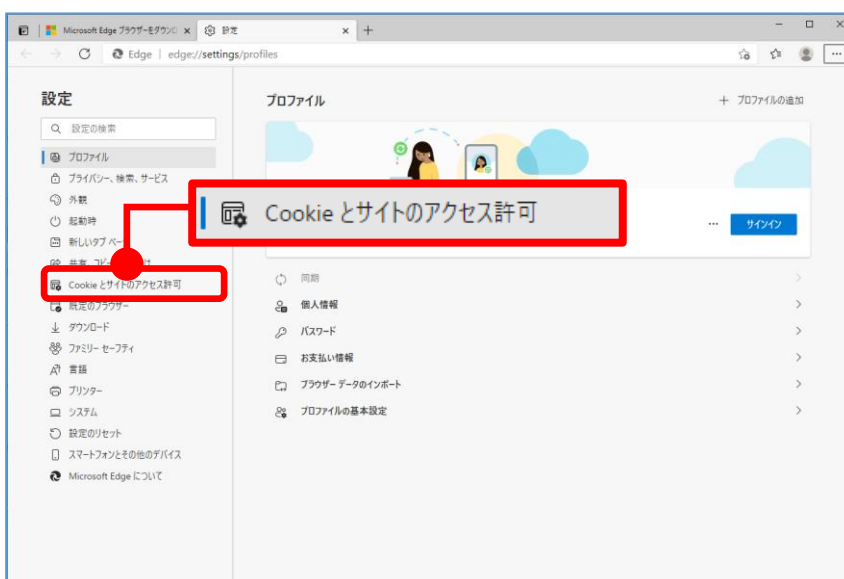 Microsoft Edge ブラウザーをダウンロ
設定
Edge | edge://settings/profiles
設定
設定の検索
プロファイル
プライバシー、検索、サービス
外観
起動時
新しいタブ ペー
共有、コピー
Cookie とサイトのアクセス許可
既定のブラウザー
ダウンロード
ファミリー セーフティ
言語
プリンター
システム
設定のリセット
スマートフォンとその他のデバイス
Microsoft Edge について
プロファイル
プロファイルの追加
Cookie とサイトのアクセス許可
サインイン
同期
個人情報
パスワード
お支払い情報
ブラウザー データのインポート
プロファイルの基本設定